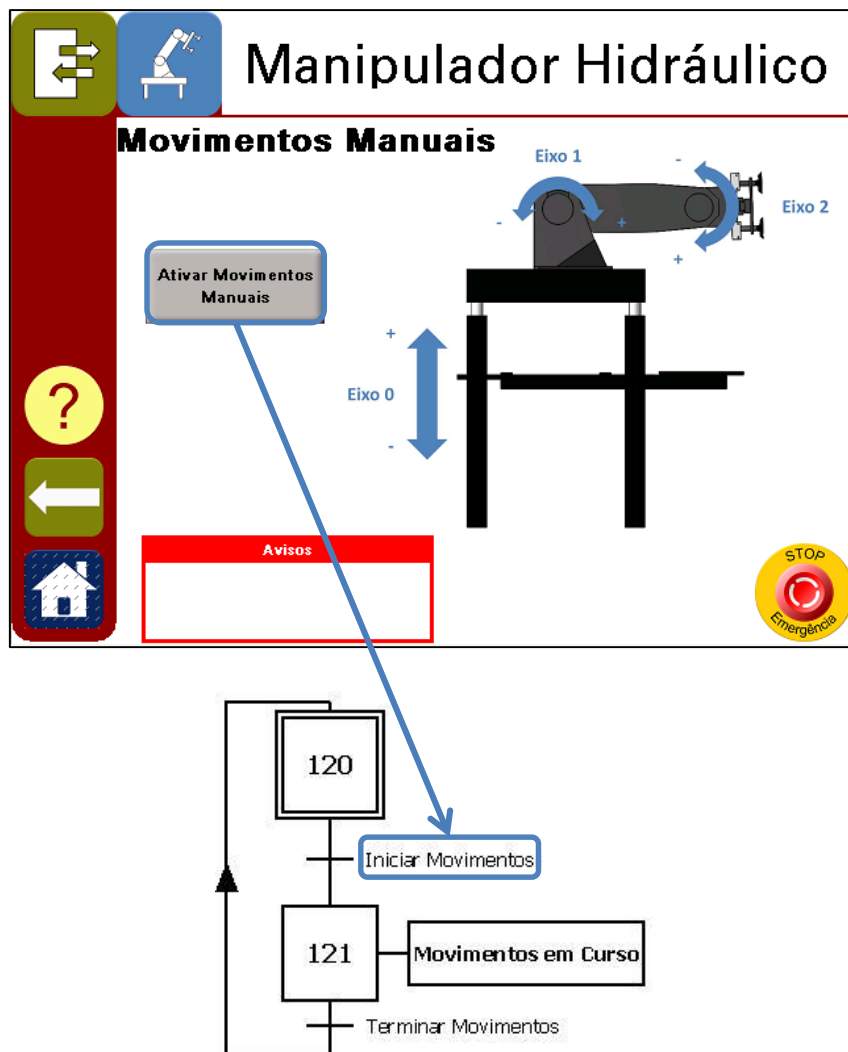 Manipulador Hidráulico
Movimentos Manuais
Eixo 1
-
-
+
Eixo 2
+
Ativar Movimentos
Manuais
+
Eixo 0
-
?
Avisos
STOP
Emergência
120
Iniciar Movimentos
121
Movimentos em Curso
Terminar Movimentos